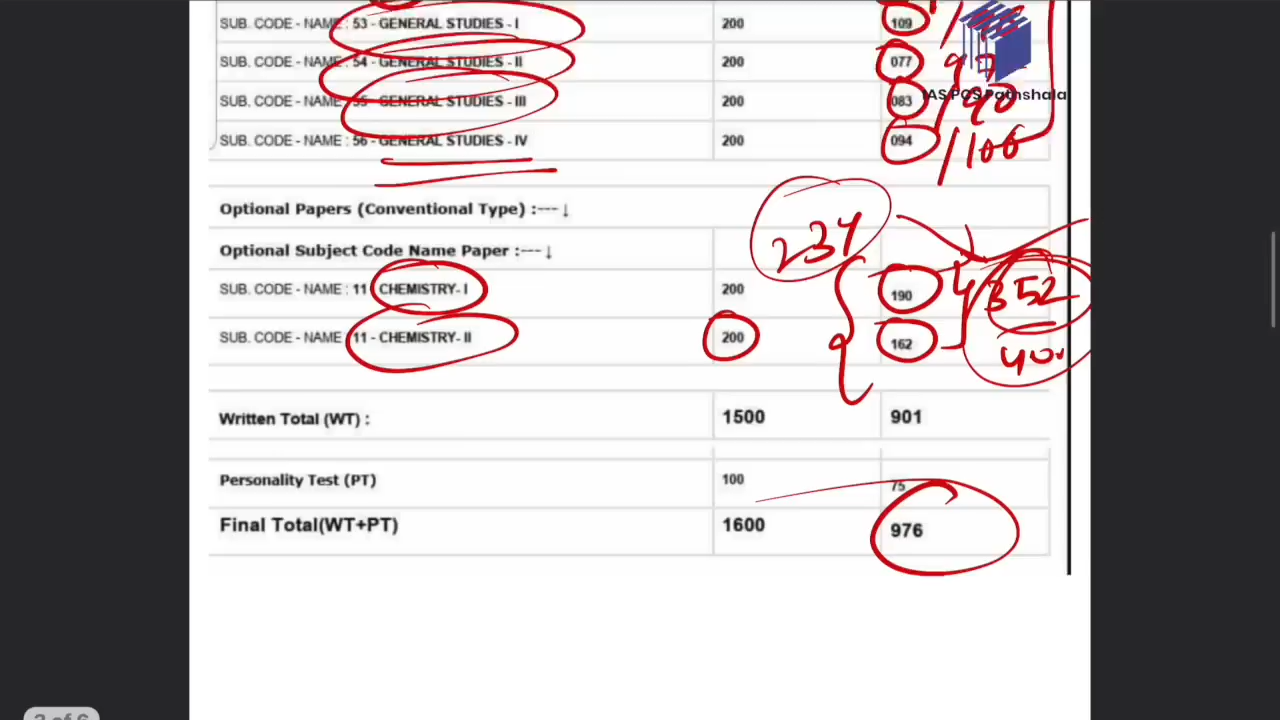 SUB. CODE - NAME : 53 - GENERAL STUDIES - I 200 109
SUB. CODE - NAME : 54 - GENERAL STUDIES - II 200 077
SUB. CODE - NAME : 55 - GENERAL STUDIES - III 200 083
IAS PCS Pathshala
SUB. CODE - NAME : 56 - GENERAL STUDIES - IV 200 094 /100
Optional Papers (Conventional Type) :--- ↓
234
Optional Subject Code Name Paper :--- ↓
SUB. CODE - NAME : 11 CHEMISTRY- I 200 190 352
SUB. CODE - NAME : 11 - CHEMISTRY- II 200 162 400
Written Total (WT) : 1500 901
Personality Test (PT) 100 75
Final Total(WT+PT) 1600 976